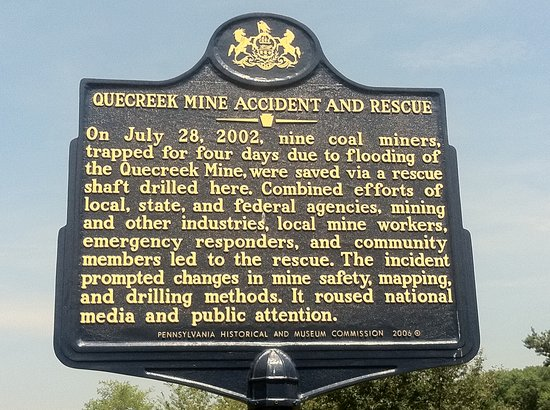 QUECREEK MINE ACCIDENT AND RESCUE
On July 28, 2002, nine coal miners,
trapped for four days due to flooding of
the Quecreek Mine, were saved via a rescue
shaft drilled here. Combined efforts of
local, state, and federal agencies, mining
and other industries, local mine workers,
emergency responders, and community
members led to the rescue. The incident
prompted changes in mine safety, mapping,
and drilling methods. It roused national
media and public attention.
PENNSYLVANIA HISTORICAL AND MUSEUM COMMISSION 2006 ©